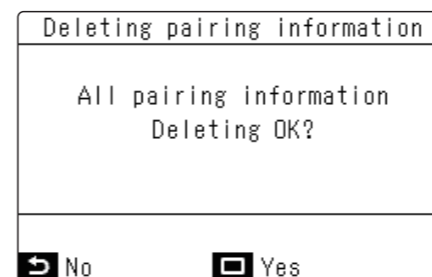 Deleting pairing information
All pairing information
Deleting OK?
No Yes